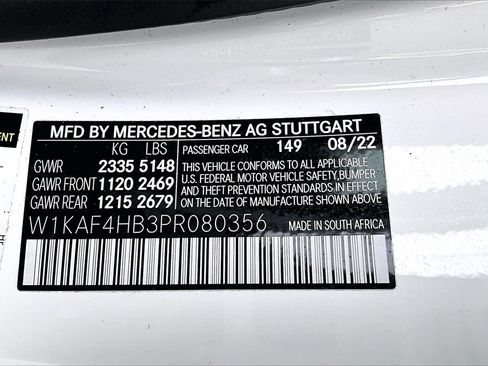 MENT
MFD BY MERCEDES-BENZ AG STUTTGART
KG LBS PASSENGER CAR 149 08/22
GVWR 2335 5148
GAWR FRONT 1120 2469
GAWR REAR 1215 2679
THIS VEHICLE CONFORMS TO ALL APPLICABLE
U.S. FEDERAL MOTOR VEHICLE SAFETY,BUMPER
AND THEFT PREVENTION STANDARDS IN EFFECT
ON THE DATE OF MANUFACTURE SHOWN ABOVE.
W1KAF4HB3PR080356 MADE IN SOUTH AFRICA